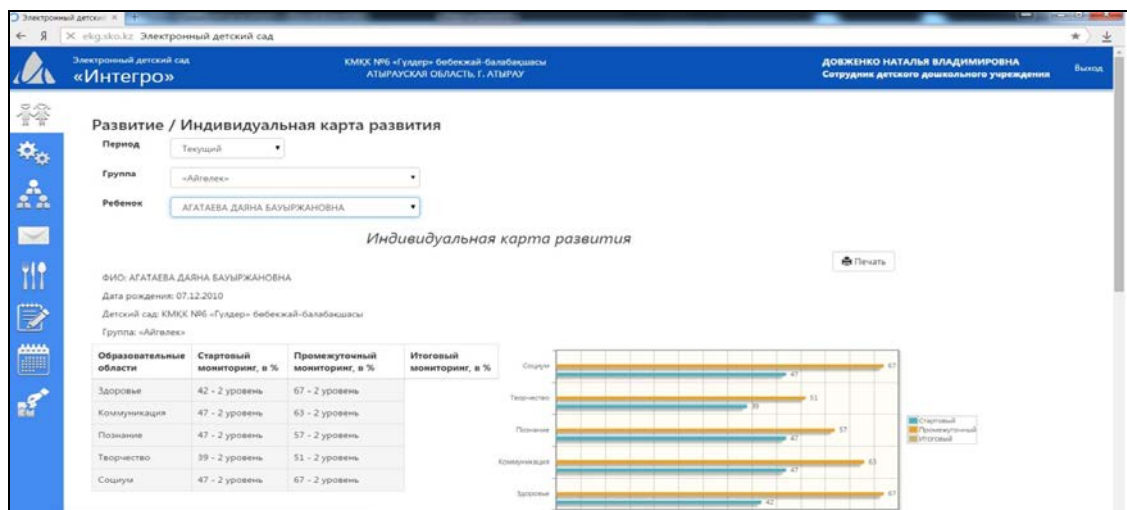 Электронный детский ×
ekg.sko.kz Электронный детский сад
Электронный детский сад
«Интегро»
КМҚК №6 «Гүлдер» бөбекжай-балабақшасы
АТЫРАУСКАЯ ОБЛАСТЬ, Г. АТЫРАУ
ДОВЖЕНКО НАТАЛЬЯ ВЛАДИМИРОВНА
Сотрудник детского дошкольного учреждения
Выход
Развитие / Индивидуальная карта развития
Период Текущий
Группа «Айгөлек»
Ребенок АГАТАЕВА ДАЯНА БАУЫРЖАНОВНА
Индивидуальная карта развития
Печать
ФИО: АГАТАЕВА ДАЯНА БАУЫРЖАНОВНА
Дата рождения: 07.12.2010
Детский сад: КМҚК №6 «Гүлдер» бөбекжай-балабақшасы
Группа: «Айгөлек»
Образовательные области Стартовый мониторинг, в % Промежуточный мониторинг, в % Итоговый мониторинг, в %
Здоровье 42 - 2 уровень 67 - 2 уровень
Коммуникация 47 - 2 уровень 63 - 2 уровень
Познание 47 - 2 уровень 57 - 2 уровень
Творчество 39 - 2 уровень 51 - 2 уровень
Социум 47 - 2 уровень 67 - 2 уровень
Социум 67
47
Творчество 51
39
Познание 57
47
Коммуникация 63
47
Здоровье 67
42
Стартовый
Промежуточный
Итоговый